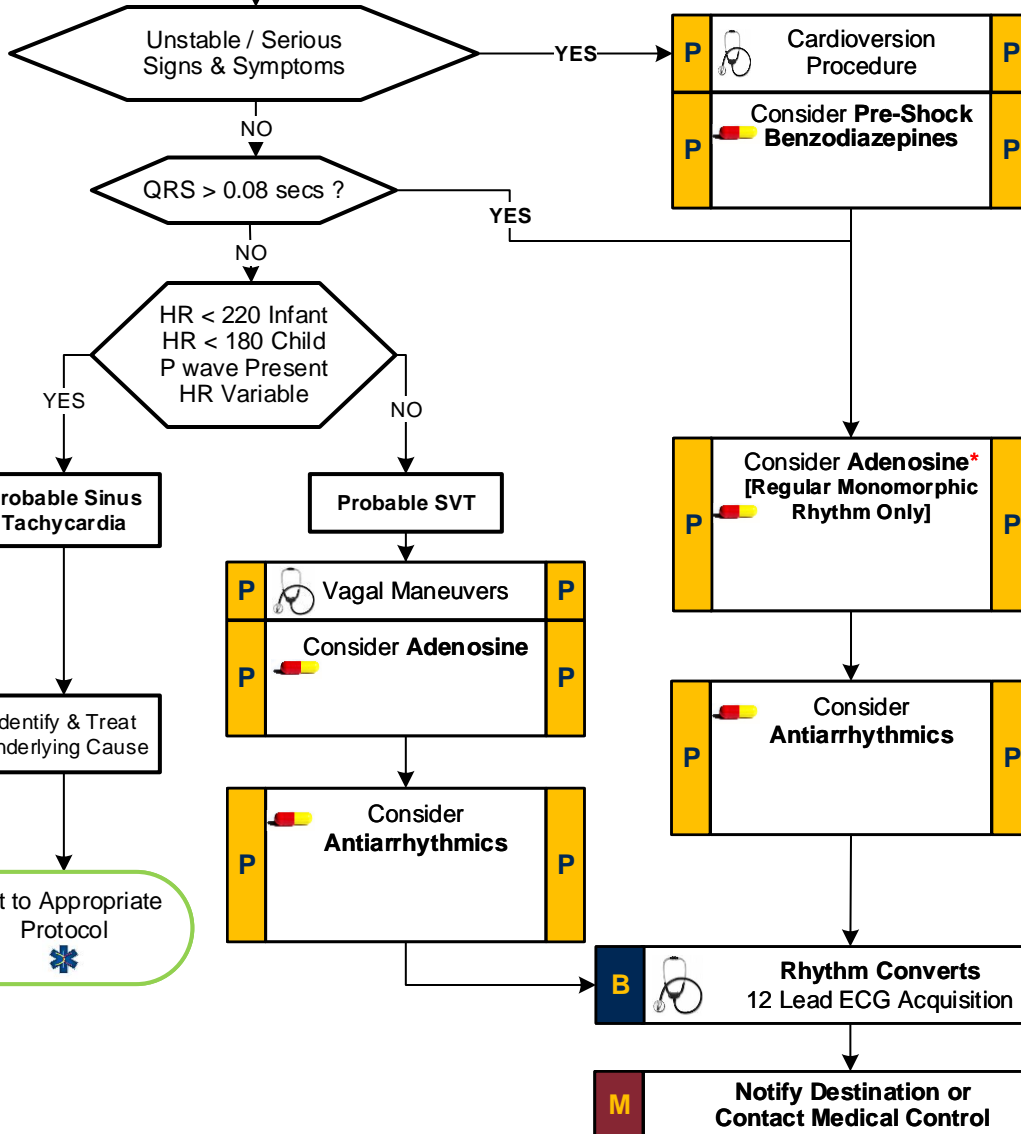 Unstable / Serious
Signs & Symptoms
YES
P
Cardioversion
Procedure
P
P
Consider Pre-Shock
Benzodiazepines
P
NO
QRS > 0.08 secs ?
YES
NO
HR < 220 Infant
HR < 180 Child
P wave Present
HR Variable
YES
NO
robable Sinus
Tachycardia
Probable SVT
P
Consider Adenosine*
[Regular Monomorphic
Rhythm Only]
P
P
Vagal Maneuvers
P
P
Consider Adenosine
P
dentify & Treat
nderlying Cause
P
Consider
Antiarrhythmics
P
P
Consider
Antiarrhythmics
P
t to Appropriate
Protocol
B
Rhythm Converts
12 Lead ECG Acquisition
M
Notify Destination or
Contact Medical Control